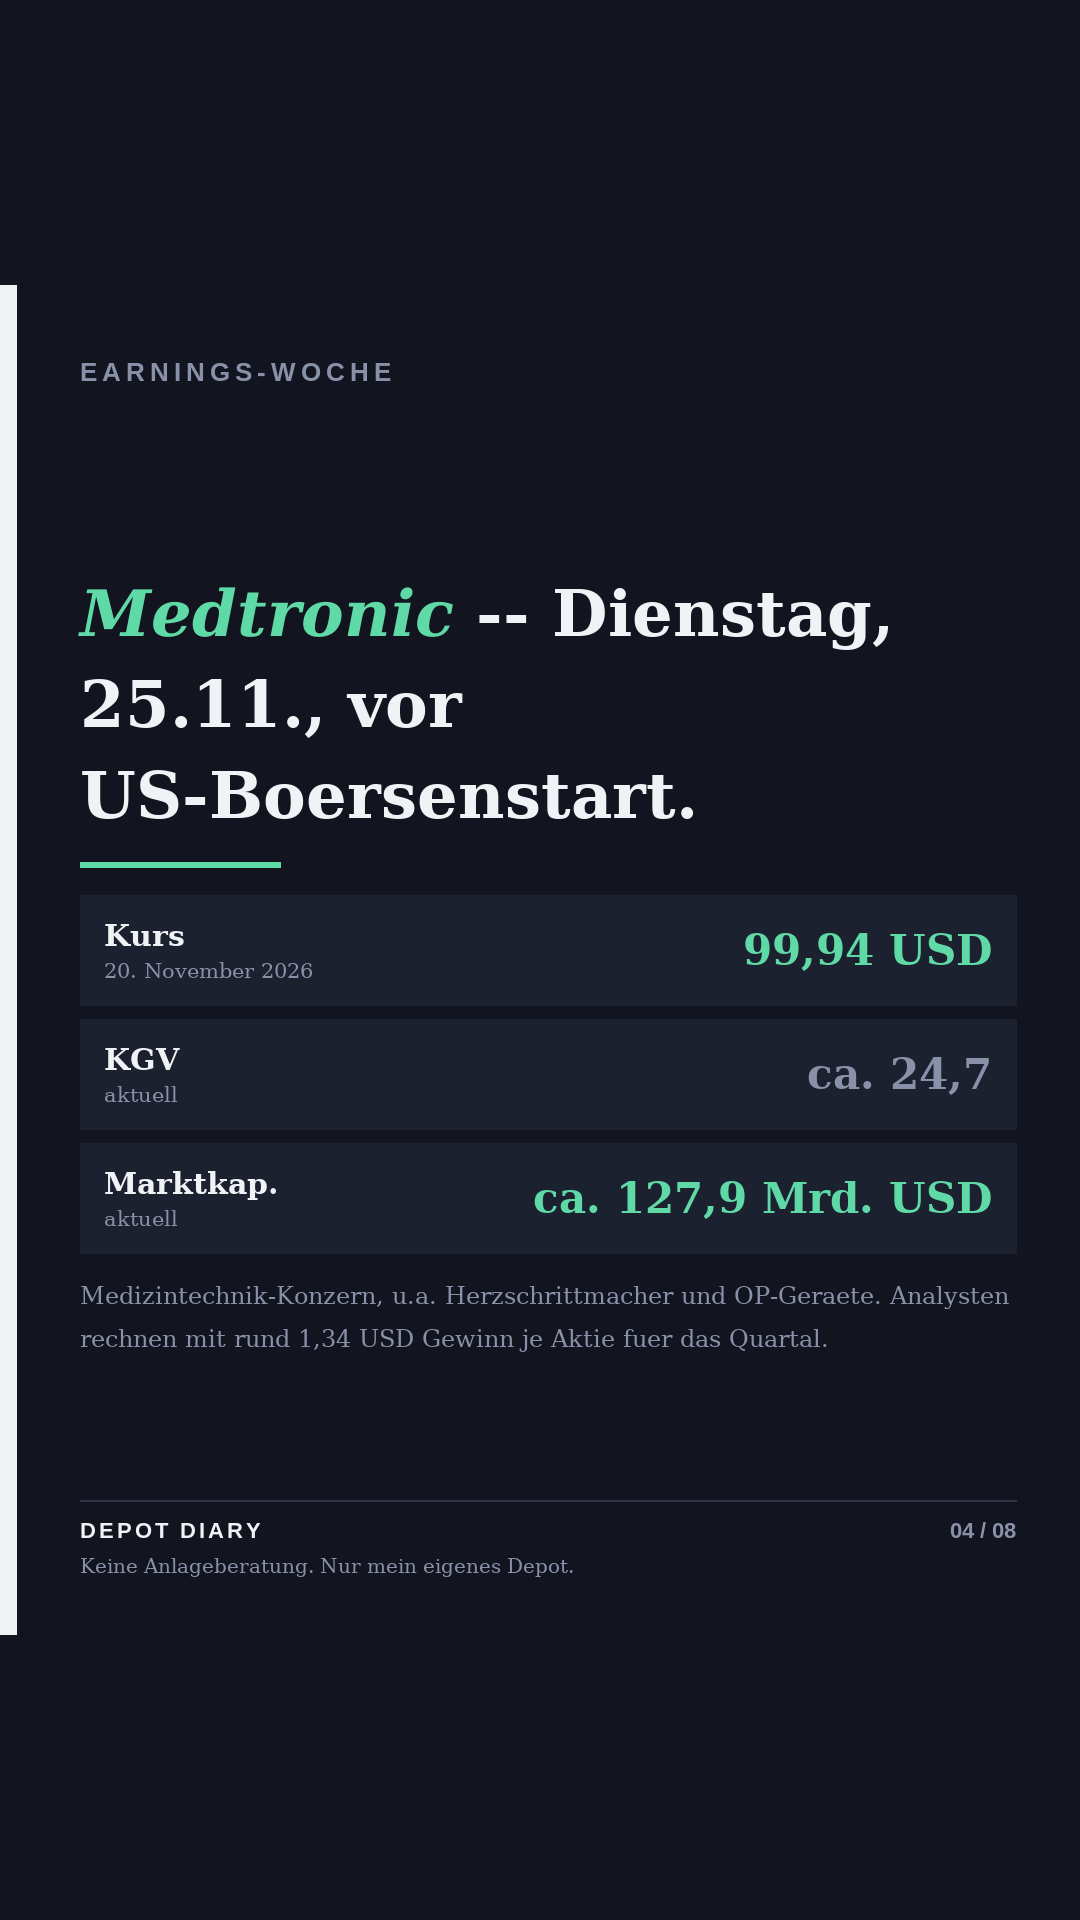 EARNINGS-WOCHE
Medtronic -- Dienstag,
25.11., vor
US-Boersenstart.
Kurs
20. November 2026
99,94 USD
KGV
aktuell
ca. 24,7
Marktkap.
aktuell
ca. 127,9 Mrd. USD
Medizintechnik-Konzern, u.a. Herzschrittmacher und OP-Geraete. Analysten
rechnen mit rund 1,34 USD Gewinn je Aktie fuer das Quartal.
DEPOT DIARY
04 / 08
Keine Anlageberatung. Nur mein eigenes Depot.